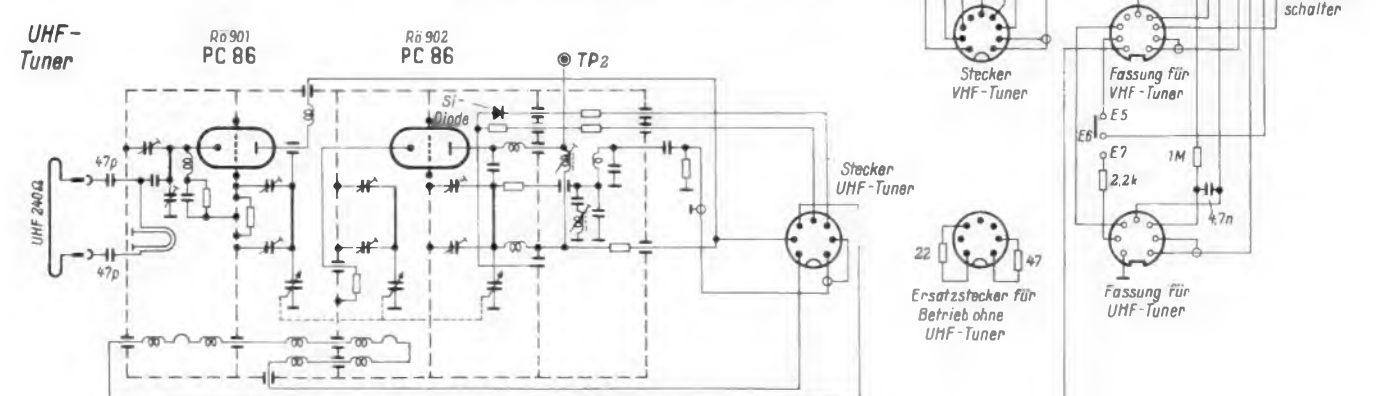 UHF-
Tuner
Rö 901
PC 86
Rö 902
PC 86
TP2
Si-
Diode
47p
UHF 240Ω
47p
Stecker
UHF-Tuner
Stecker
VHF-Tuner
Fassung für
VHF-Tuner
schalter
E5
E6
E7
1M
2,2k
4,7n
22
47
Ersatzstecker für
Betrieb ohne
UHF-Tuner
Fassung für
UHF-Tuner